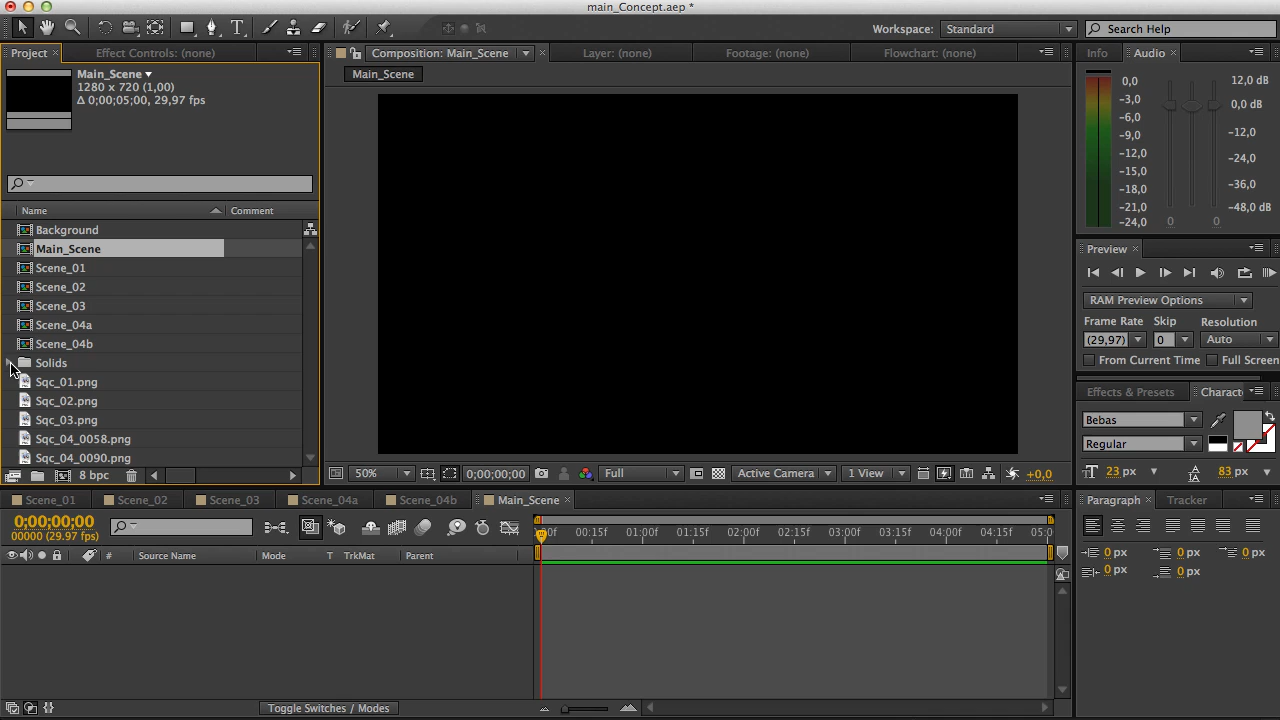 main_Concept.aep *
Workspace: Standard
Search Help
Project
Effect Controls: (none)
Composition: Main_Scene
Layer: (none)
Footage: (none)
Flowchart: (none)
Info
Audio
Main_Scene
1280 x 720 (1,00)
Δ 0;00;05;00, 29,97 fps
Main_Scene
0,0
-3,0
-6,0
-9,0
-12,0
-15,0
-18,0
-21,0
-24,0
12,0 dB
0,0 dB
-12,0
-24,0
-36,0
-48,0 dB
0
0
Name
Comment
Background
Main_Scene
Scene_01
Scene_02
Scene_03
Scene_04a
Scene_04b
Solids
Sqc_01.png
Sqc_02.png
Sqc_03.png
Sqc_04_0058.png
Sqc_04_0090.png
8 bpc
Preview
RAM Preview Options
Frame Rate
Skip
Resolution
(29,97)
0
Auto
From Current Time
Full Screen
Effects & Presets
Charact
Bebas
Regular
23 px
83 px
50%
0;00;00;00
Full
Active Camera
1 View
+0,0
Scene_01
Scene_02
Scene_03
Scene_04a
Scene_04b
Main_Scene
0;00;00;00
00000 (29.97 fps)
00:15f
01:00f
01:15f
02:00f
02:15f
03:00f
03:15f
04:00f
04:15f
05:0
#
Source Name
Mode
T
TrkMat
Parent
Toggle Switches / Modes
Paragraph
Tracker
0 px
0 px
0 px
0 px
0 px